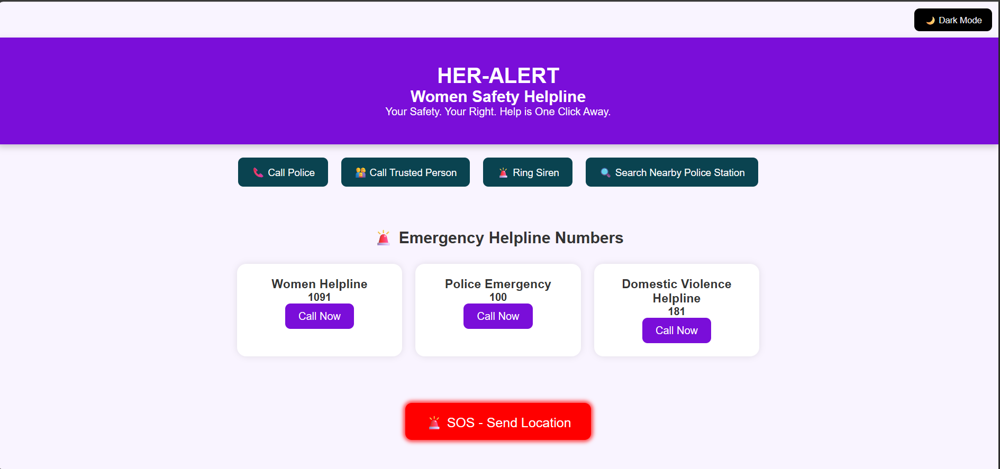 🌙 Dark Mode
HER-ALERT
Women Safety Helpline
Your Safety. Your Right. Help is One Click Away.
📞 Call Police
👩‍❤️‍👨 Call Trusted Person
🚨 Ring Siren
🔍 Search Nearby Police Station
🚨 Emergency Helpline Numbers
Women Helpline
1091
Call Now
Police Emergency
100
Call Now
Domestic Violence
Helpline
181
Call Now
🚨 SOS - Send Location